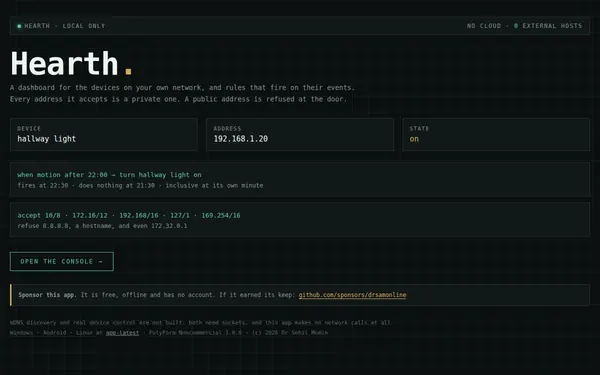 HEARTH · LOCAL ONLY
NO CLOUD · 0 EXTERNAL HOSTS
Hearth.
A dashboard for the devices on your own network, and rules that fire on their events.
Every address it accepts is a private one. A public address is refused at the door.
DEVICE
hallway light
ADDRESS
192.168.1.20
STATE
on
when motion after 22:00 → turn hallway light on
fires at 22:30 · does nothing at 21:30 · inclusive at its own minute
accept 10/8 · 172.16/12 · 192.168/16 · 127/1 · 169.254/16
refuse 8.8.8.8, a hostname, and even 172.32.0.1
OPEN THE CONSOLE →
Sponsor this app. It is free, offline and has no account. If it earned its keep: github.com/sponsors/drsamonline
mDNS discovery and real device control are not built: both need sockets, and this app makes no network calls at all.
Windows · Android · Linux at app-latest · PolyForm Noncommercial 1.0.0 · (c) 2026 Dr Sohil